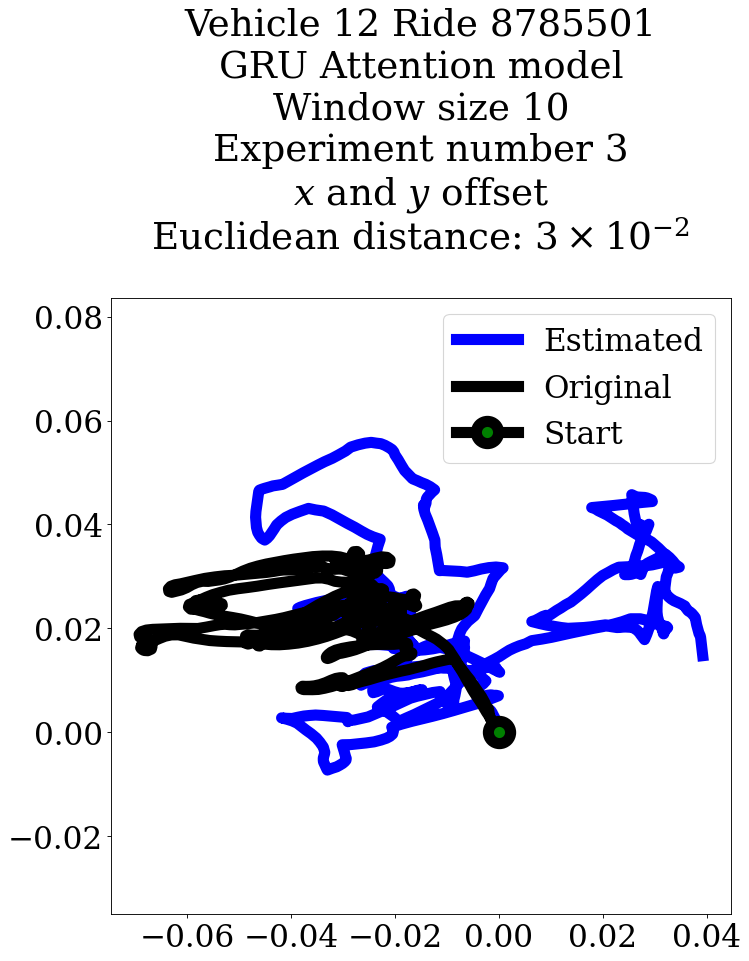 Vehicle 12 Ride 8785501
GRU Attention model
Window size 10
Experiment number 3
x and y offset
Euclidean distance: 3 × 10⁻²
Estimated
Original
Start
0.08
0.06
0.04
0.02
0.00
−0.02
−0.06 −0.04 −0.02 0.00 0.02 0.04